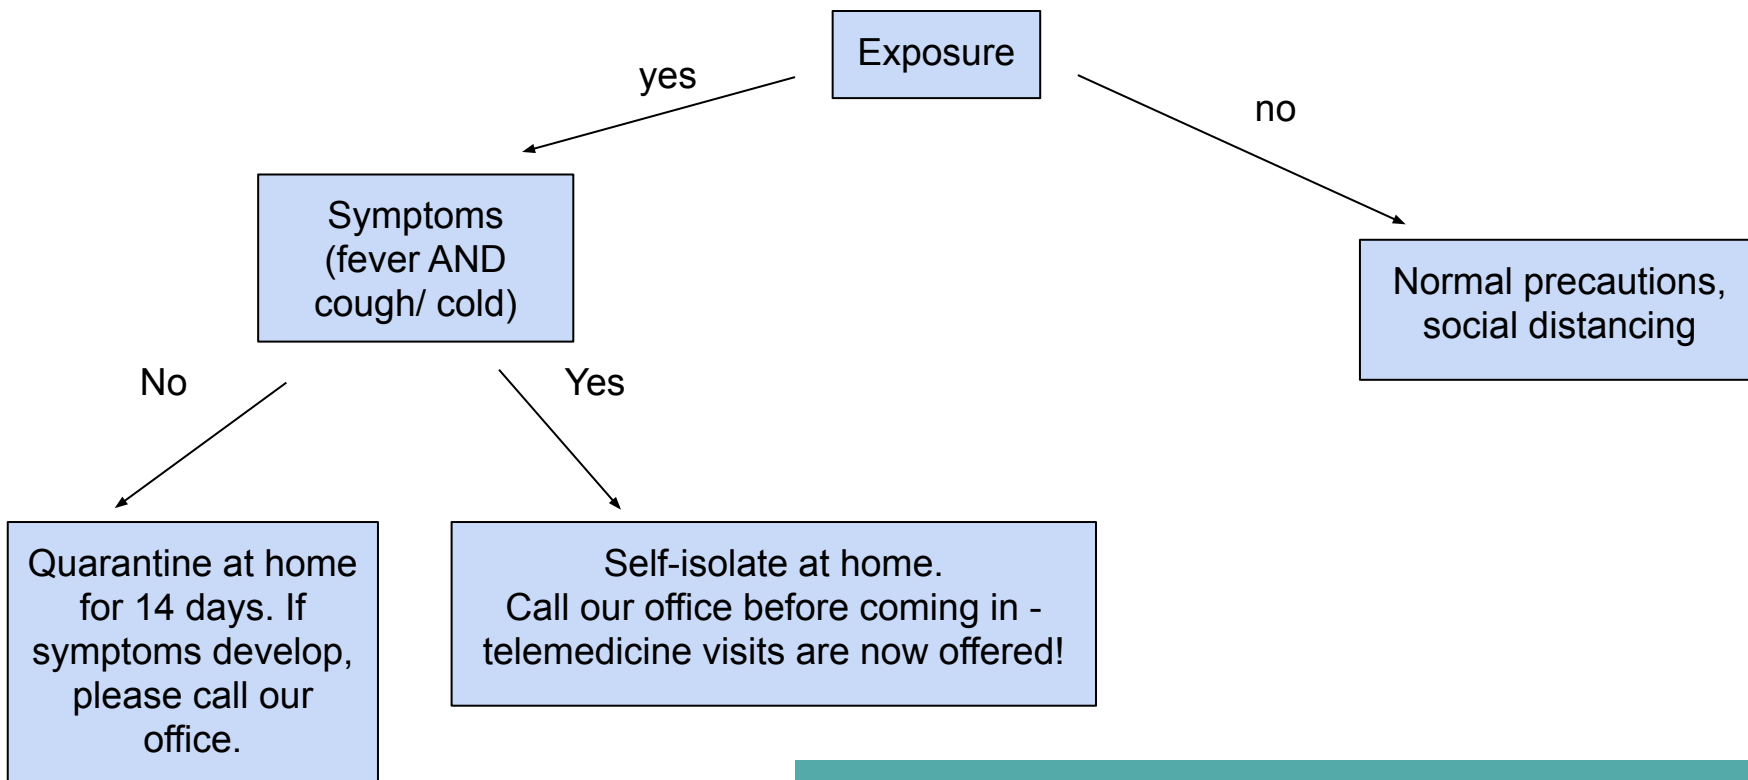 Exposure
yes
no
Symptoms
(fever AND
cough/ cold)
Normal precautions,
social distancing
No
Yes
Quarantine at home
for 14 days. If
symptoms develop,
please call our
office.
Self-isolate at home.
Call our office before coming in -
telemedicine visits are now offered!